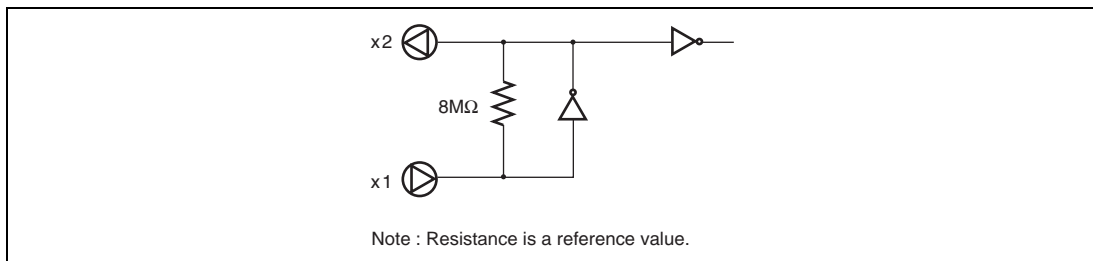 x2
8MΩ
x1
Note : Resistance is a reference value.